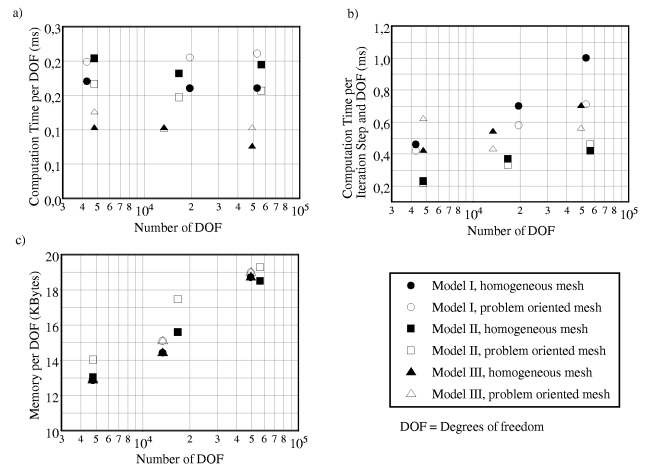 a)
Computation Time per DOF (ms)
0,3
0,2
0,2
0,1
0,1
0,0
3 4 5 6 7 8 10^4 2 3 4 5 6 7 8 10^5
Number of DOF
b)
Computation Time per
Iteration Step and DOF (ms)
1,2
1,0
0,8
0,6
0,4
0,2
3 4 5 6 7 8 10^4 2 3 4 5 6 7 8 10^5
Number of DOF
c)
Memory per DOF (KBytes)
20
18
16
14
12
10
3 4 5 6 7 8 10^4 2 3 4 5 6 7 8 10^5
Number of DOF
Model I, homogeneous mesh
Model I, problem oriented mesh
Model II, homogeneous mesh
Model II, problem oriented mesh
Model III, homogeneous mesh
Model III, problem oriented mesh
DOF = Degrees of freedom